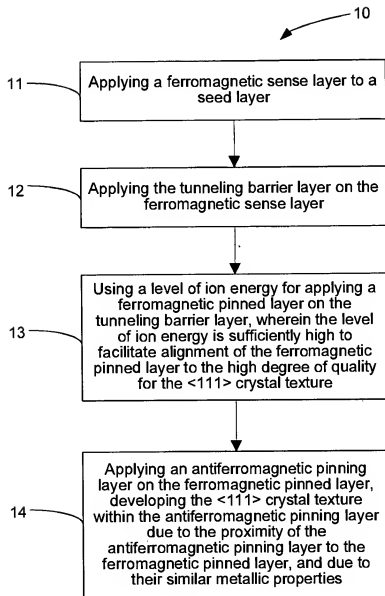 10
11
Applying a ferromagnetic sense layer to a
seed layer
12
Applying the tunneling barrier layer on the
ferromagnetic sense layer
13
Using a level of ion energy for applying a
ferromagnetic pinned layer on the
tunneling barrier layer, wherein the level
of ion energy is sufficiently high to
facilitate alignment of the ferromagnetic
pinned layer to the high degree of quality
for the <111> crystal texture
14
Applying an antiferromagnetic pinning
layer on the ferromagnetic pinned layer,
developing the <111> crystal texture
within the antiferromagnetic pinning layer
due to the proximity of the
antiferromagnetic pinning layer to the
ferromagnetic pinned layer, and due to
their similar metallic properties